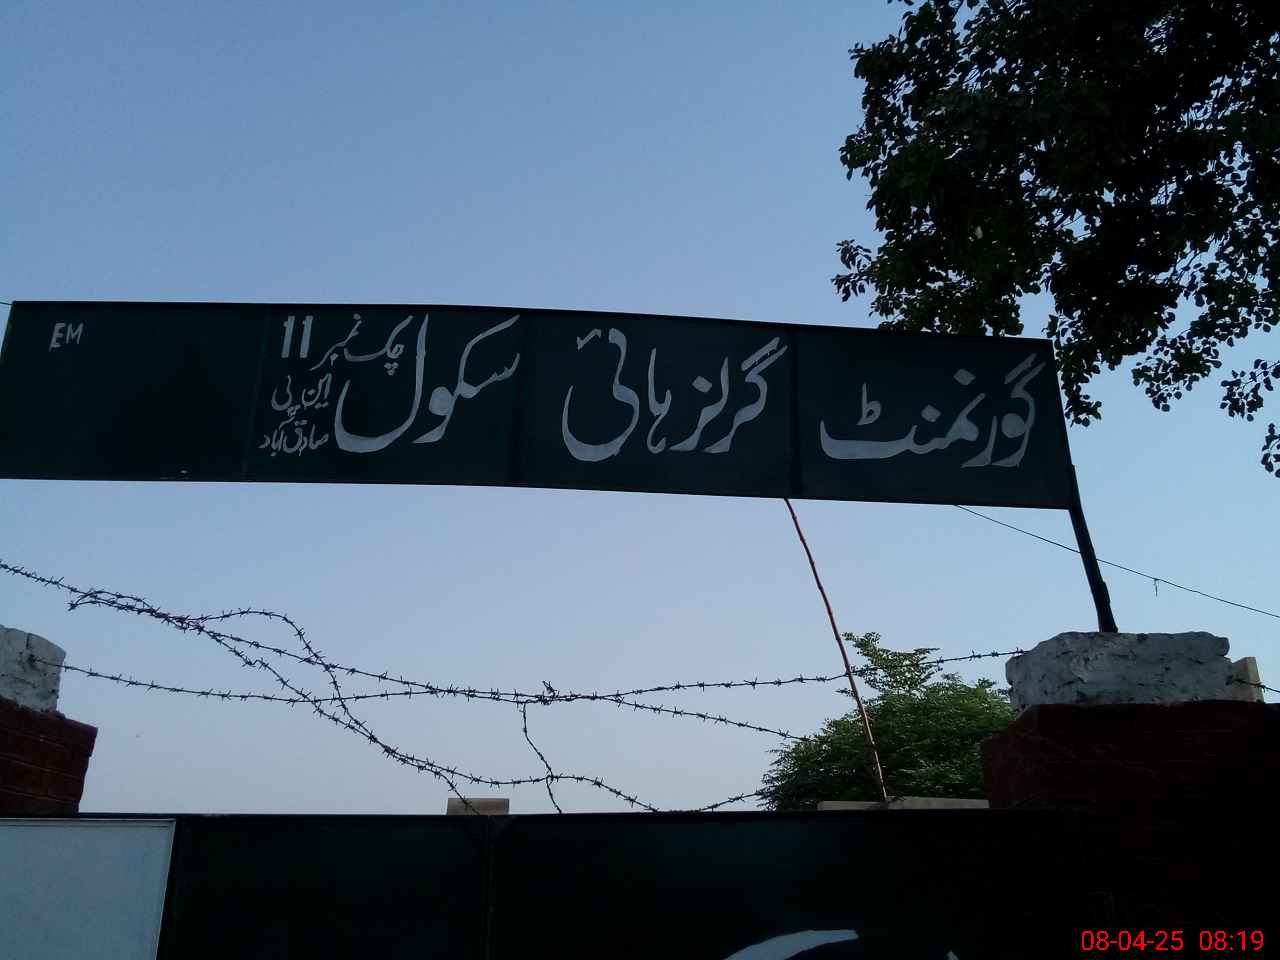 گورنمنٹ گرلز ہائی سکول
چک نمبر 11
این پی
صادق آباد
EM
08-04-25 08:19